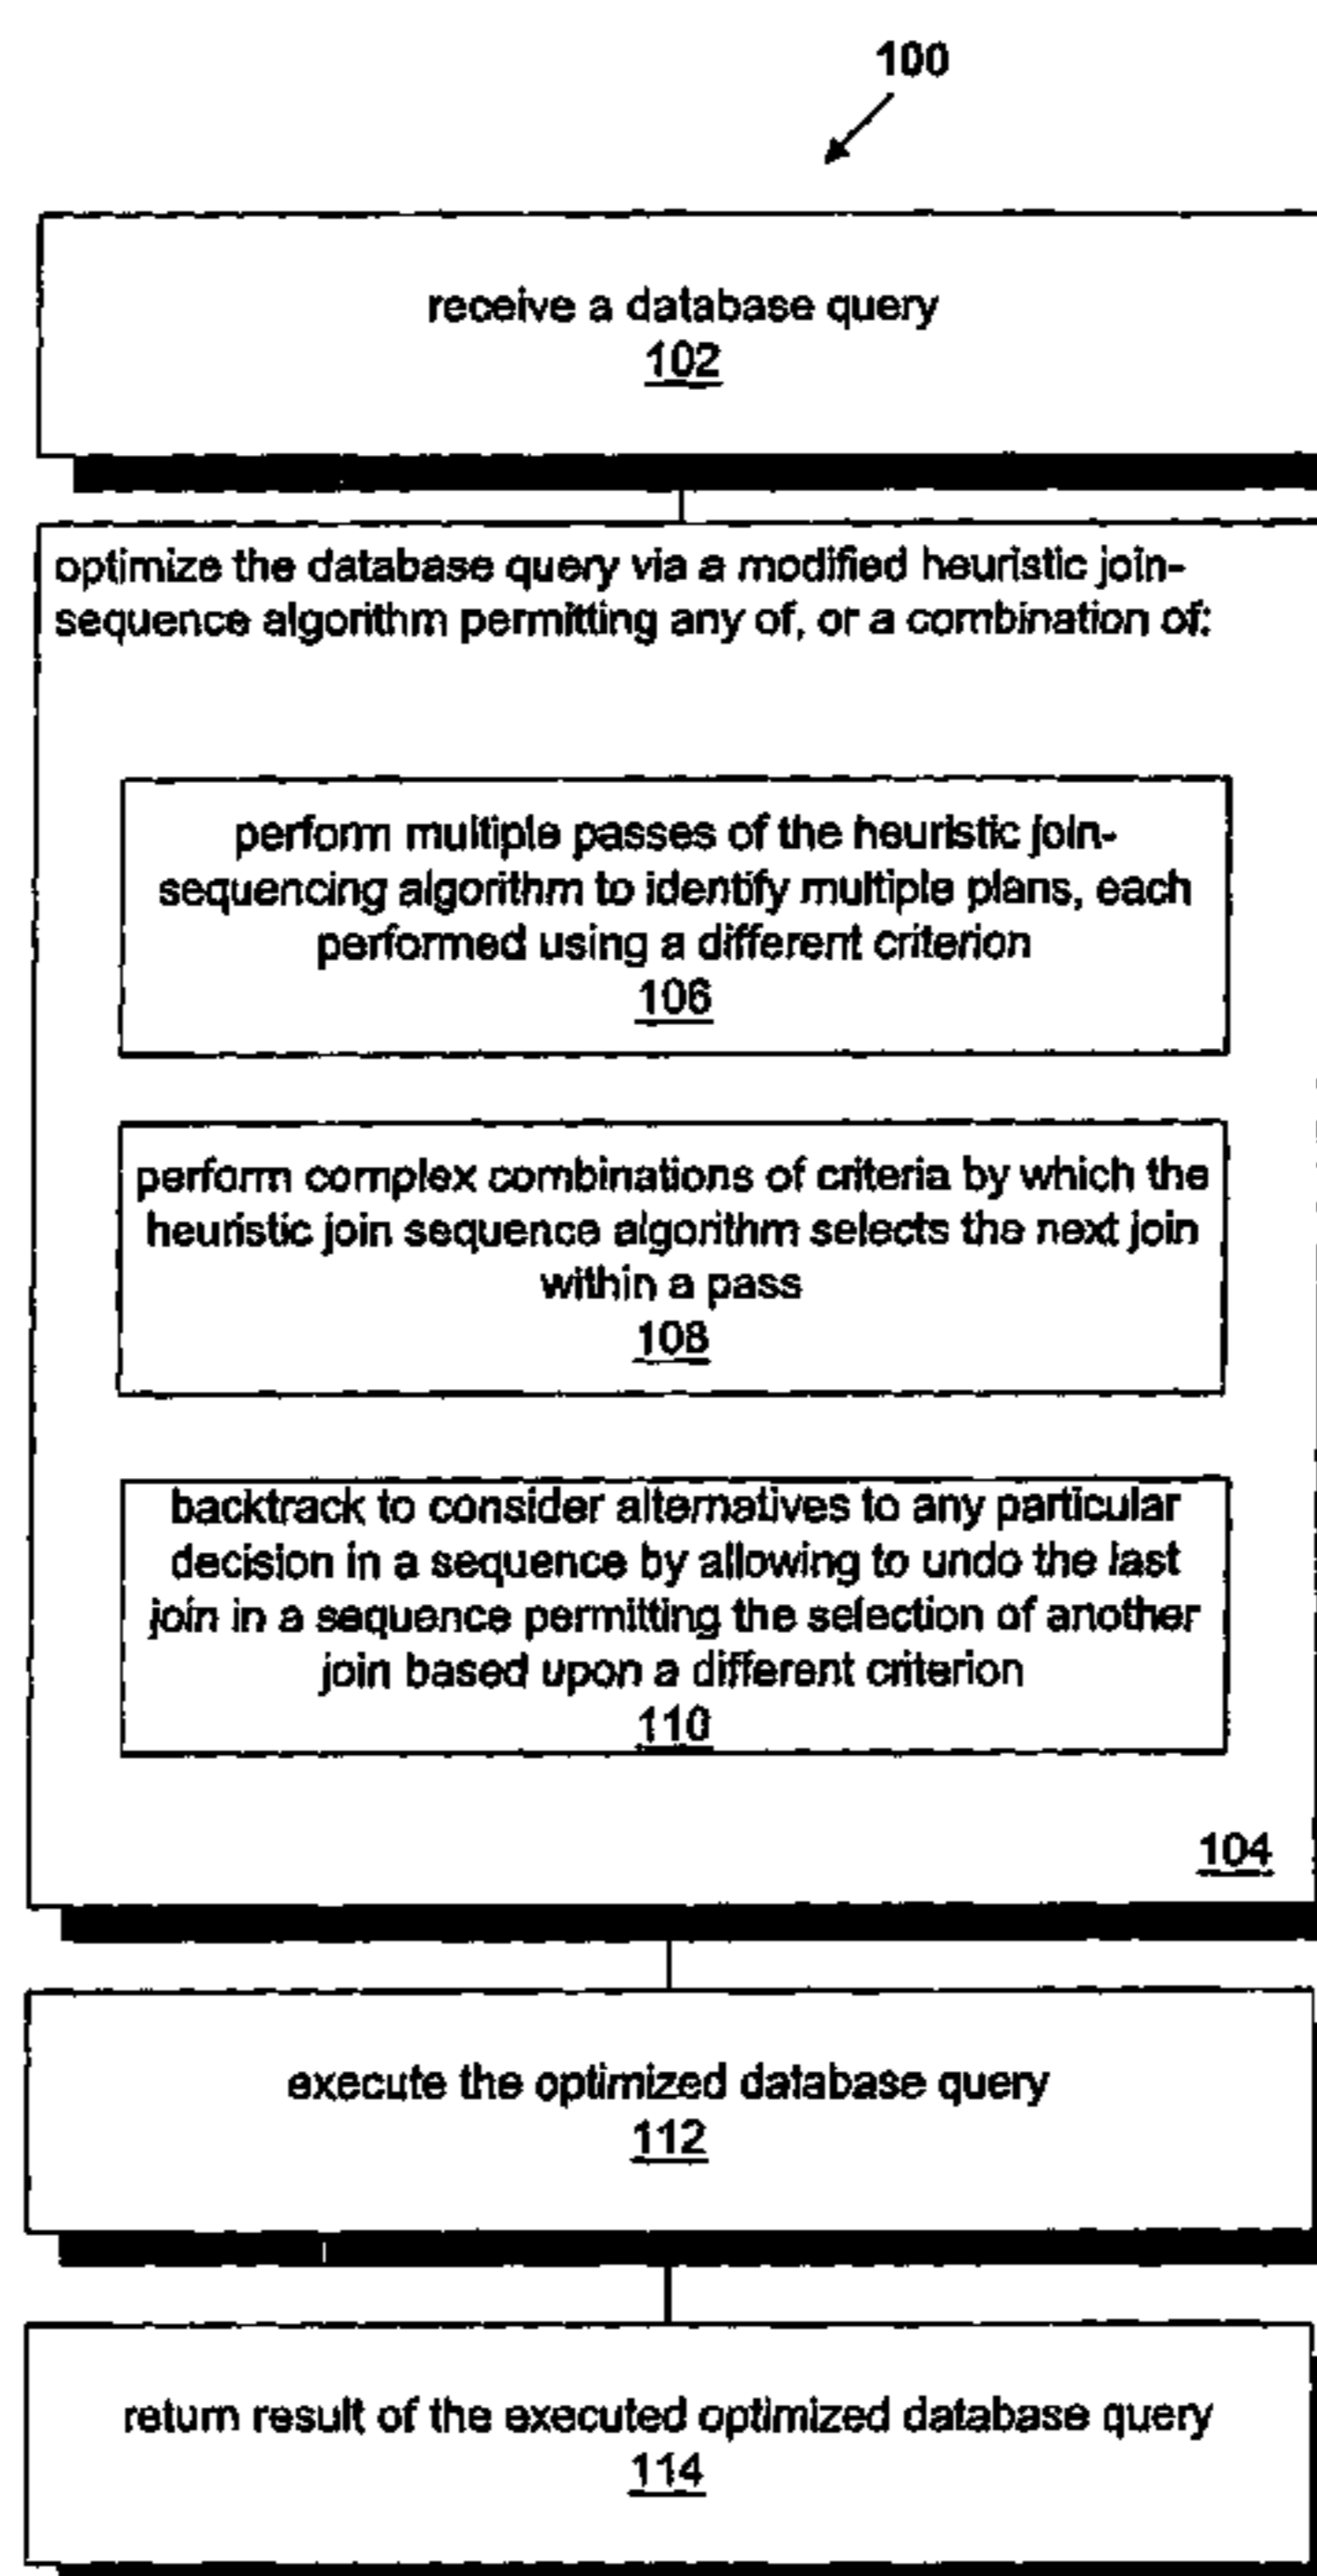 100
receive a database query
102
optimize the database query via a modified heuristic join-
sequence algorithm permitting any of, or a combination of:
perform multiple passes of the heuristic join-
sequencing algorithm to identify multiple plans, each
performed using a different criterion
106
perform complex combinations of criteria by which the
heuristic join sequence algorithm selects the next join
within a pass
108
backtrack to consider alternatives to any particular
decision in a sequence by allowing to undo the last
join in a sequence permitting the selection of another
join based upon a different criterion
110
104
execute the optimized database query
112
return result of the executed optimized database query
114